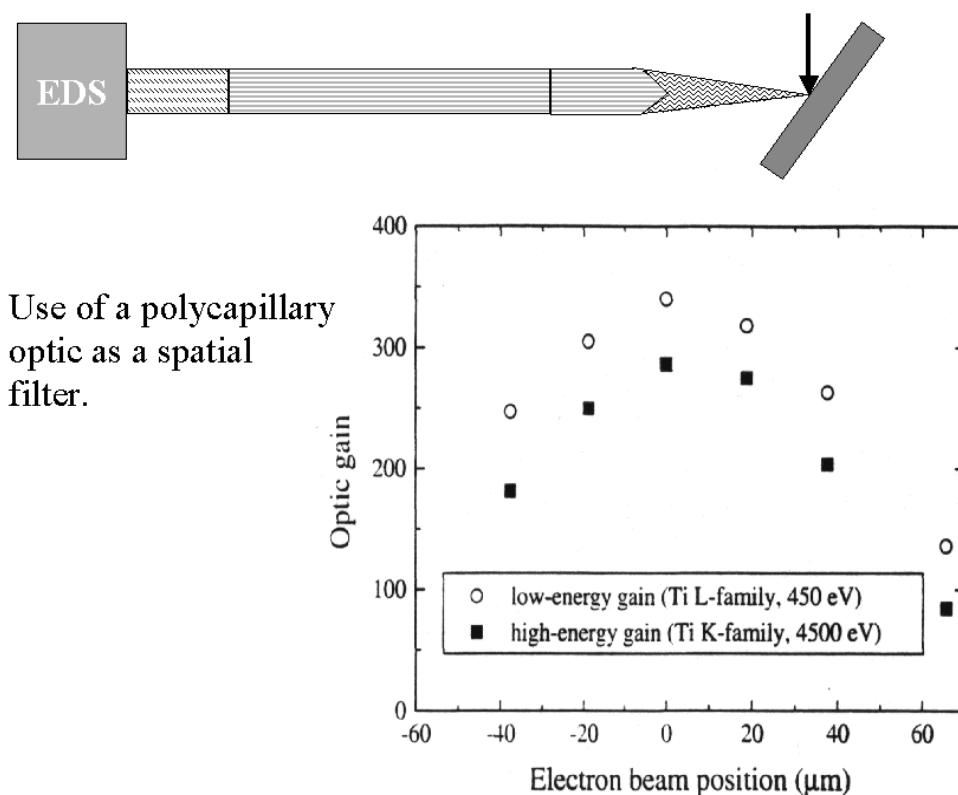 EDS
Use of a polycapillary
optic as a spatial
filter.
400
300
200
100
0
Optic gain
low-energy gain (Ti L-family, 450 eV)
high-energy gain (Ti K-family, 4500 eV)
-60 -40 -20 0 20 40 60
Electron beam position (μm)